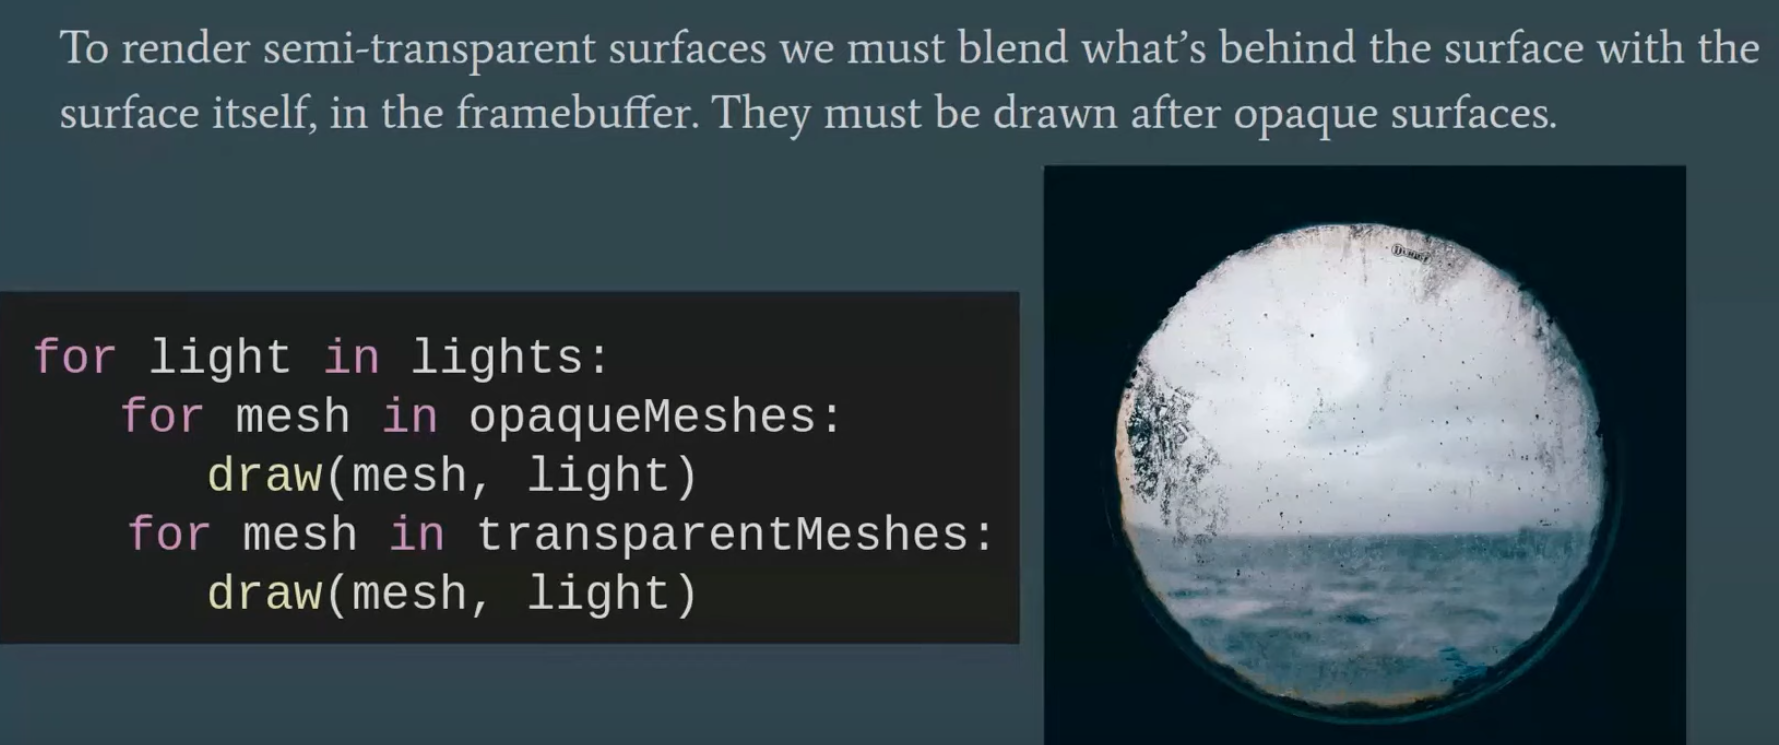 To render semi-transparent surfaces we must blend what's behind the surface with the
surface itself, in the framebuffer. They must be drawn after opaque surfaces.
for light in lights:
for mesh in opaqueMeshes:
draw(mesh, light)
for mesh in transparentMeshes:
draw(mesh, light)